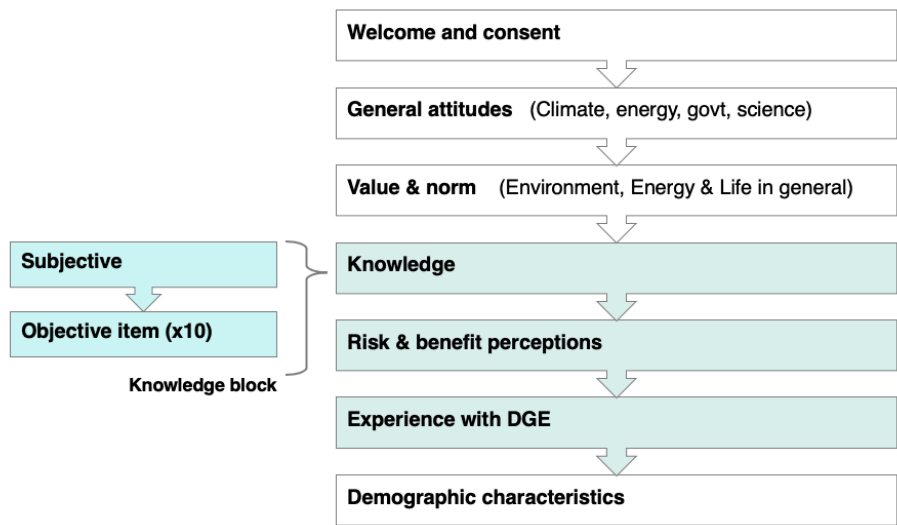 Welcome and consent
General attitudes (Climate, energy, govt, science)
Value & norm (Environment, Energy & Life in general)
Subjective
Objective item (x10)
Knowledge block
Knowledge
Risk & benefit perceptions
Experience with DGE
Demographic characteristics